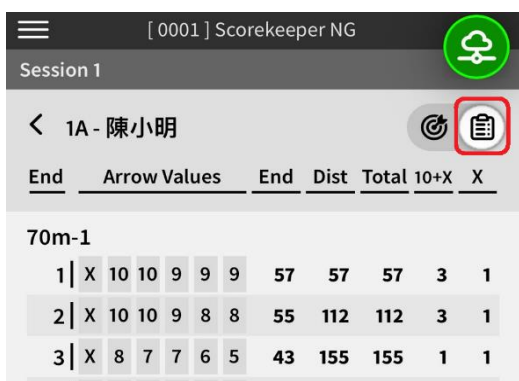 [ 0001 ] Scorekeeper NG
Session 1
1A - 陳小明
End Arrow Values End Dist Total 10+X X
70m-1
1 X 10 10 9 9 9 57 57 57 3 1
2 X 10 10 9 8 8 55 112 112 3 1
3 X 8 7 7 6 5 43 155 155 1 1